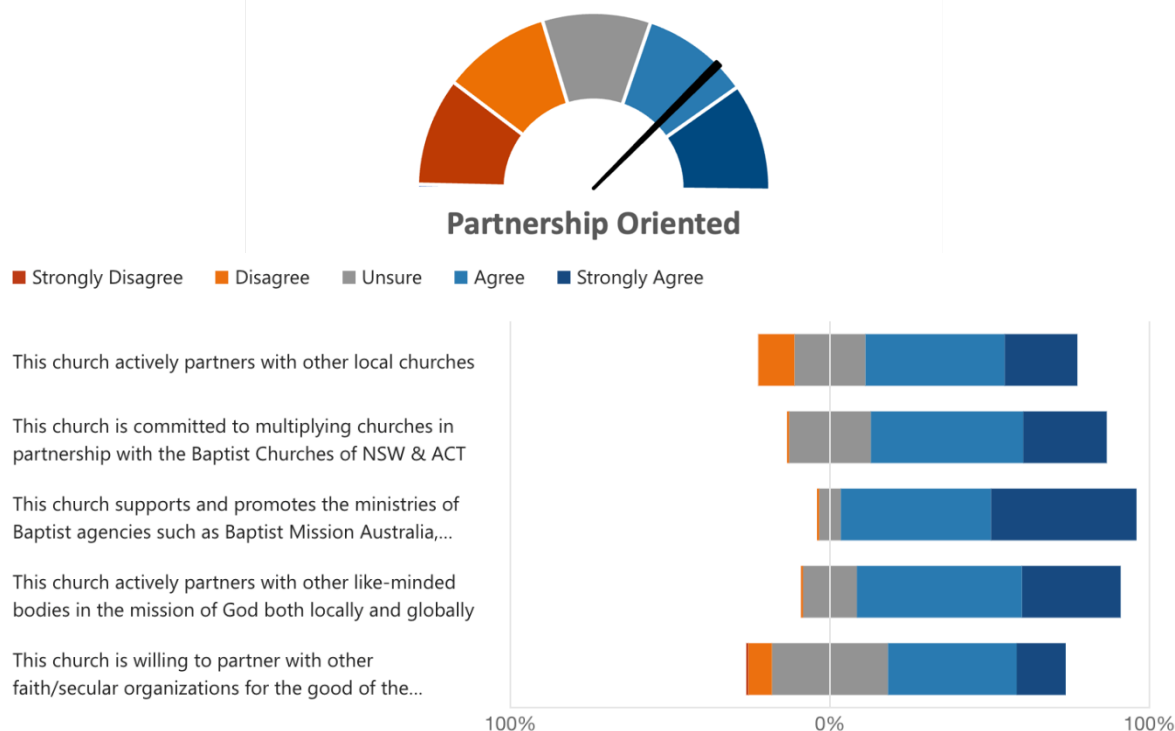 Partnership Oriented
Strongly Disagree Disagree Unsure Agree Strongly Agree
This church actively partners with other local churches
This church is committed to multiplying churches in
partnership with the Baptist Churches of NSW & ACT
This church supports and promotes the ministries of
Baptist agencies such as Baptist Mission Australia,...
This church actively partners with other like-minded
bodies in the mission of God both locally and globally
This church is willing to partner with other
faith/secular organizations for the good of the...
100% 0% 100%